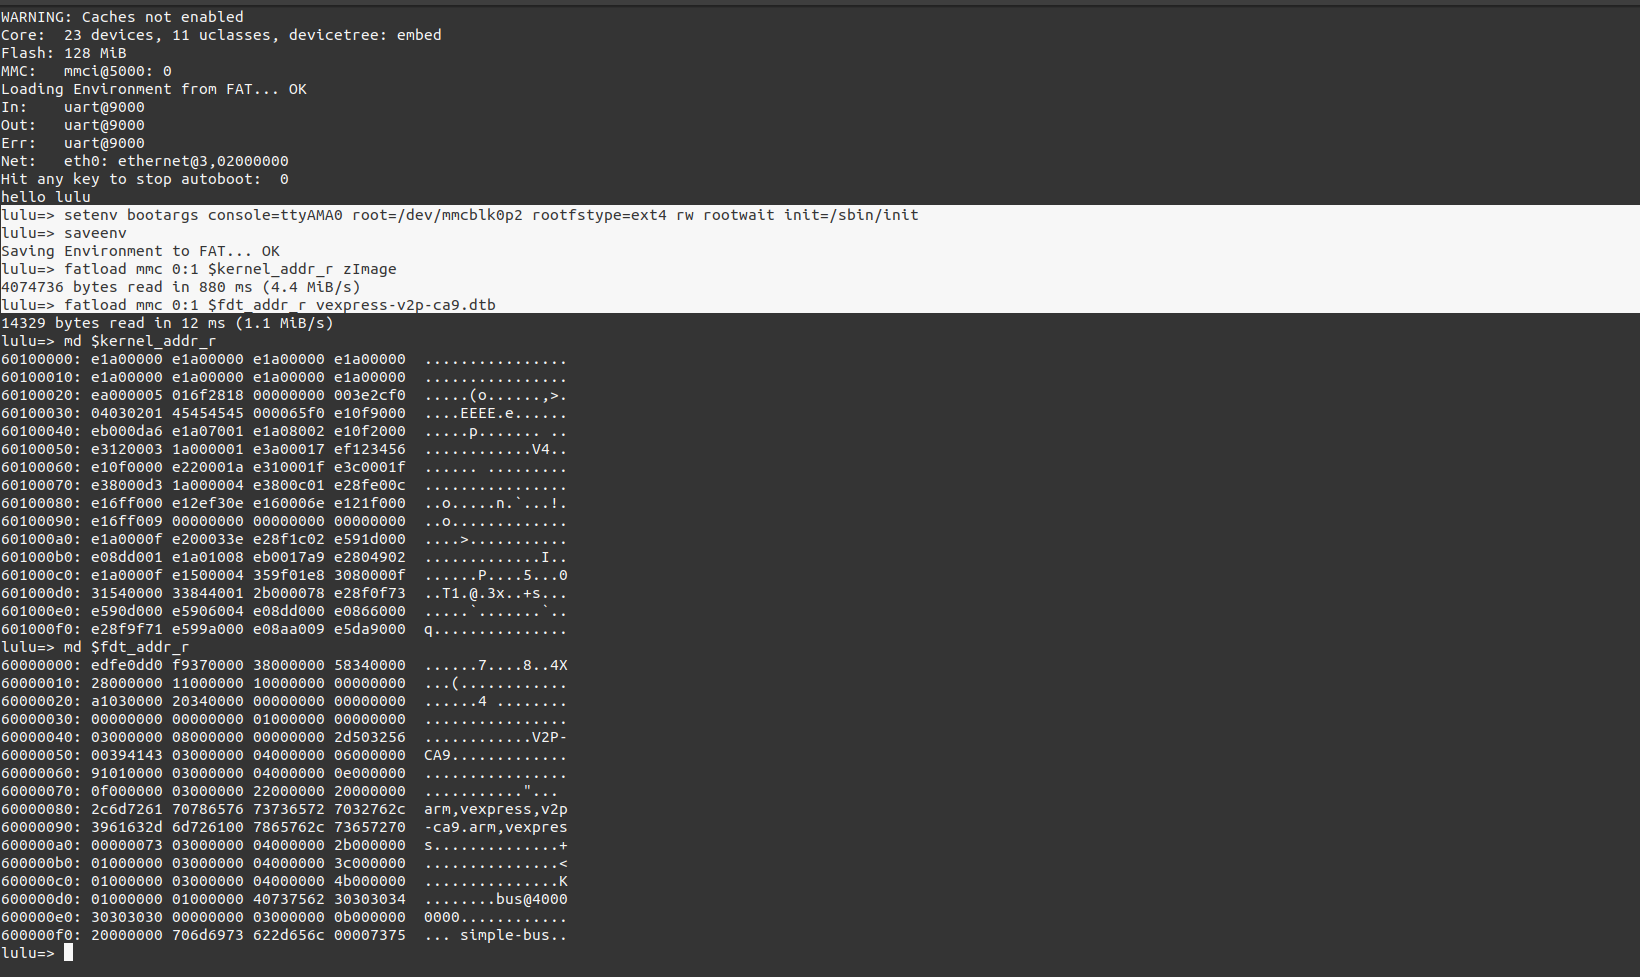 WARNING: Caches not enabled
Core:  23 devices, 11 uclasses, devicetree: embed
Flash: 128 MiB
MMC:   mmci@5000: 0
Loading Environment from FAT... OK
In:    uart@9000
Out:   uart@9000
Err:   uart@9000
Net:   eth0: ethernet@3,02000000
Hit any key to stop autoboot:  0
hello lulu
lulu=> setenv bootargs console=ttyAMA0 root=/dev/mmcblk0p2 rootfstype=ext4 rw rootwait init=/sbin/init
lulu=> saveenv
Saving Environment to FAT... OK
lulu=> fatload mmc 0:1 $kernel_addr_r zImage
4074736 bytes read in 880 ms (4.4 MiB/s)
lulu=> fatload mmc 0:1 $fdt_addr_r vexpress-v2p-ca9.dtb
14329 bytes read in 12 ms (1.1 MiB/s)
lulu=> md $kernel_addr_r
60100000: e1a00000 e1a00000 e1a00000 e1a00000  ................
60100010: e1a00000 e1a00000 e1a00000 e1a00000  ................
60100020: ea000005 016f2818 00000000 003e2cf0  .....(o......,>.
60100030: 04030201 45454545 000065f0 e10f9000  ....EEEE.e......
60100040: eb000da6 e1a07001 e1a08002 e10f2000  .....p....... ..
60100050: e3120003 1a000001 e3a00017 ef123456  ............V4..
60100060: e10f0000 e220001a e310001f e3c0001f  ...... .........
60100070: e38000d3 1a000004 e3800c01 e28fe00c  ................
60100080: e16ff000 e12ef30e e160006e e121f000  ..o.....n.`...!.
60100090: e16ff009 00000000 00000000 00000000  ..o.............
601000a0: e1a0000f e200033e e28f1c02 e591d000  ....>...........
601000b0: e08dd001 e1a01008 eb0017a9 e2804902  .............I..
601000c0: e1a0000f e1500004 359f01e8 3080000f  ......P....5...0
601000d0: 31540000 33844001 2b000078 e28f0f73  ..T1.@.3x..+s...
601000e0: e590d000 e5906004 e08dd000 e0866000  .....`.......`..
601000f0: e28f9f71 e599a000 e08aa009 e5da9000  q...............
lulu=> md $fdt_addr_r
60000000: edfe0dd0 f9370000 38000000 58340000  ......7....8..4X
60000010: 28000000 11000000 10000000 00000000  ...(............
60000020: a1030000 20340000 00000000 00000000  ......4 ........
60000030: 00000000 00000000 01000000 00000000  ................
60000040: 03000000 08000000 00000000 2d503256  ............V2P-
60000050: 00394143 03000000 04000000 06000000  CA9.............
60000060: 91010000 03000000 04000000 0e000000  ................
60000070: 0f000000 03000000 22000000 20000000  ..........."...
60000080: 2c6d7261 70786576 73736572 7032762c  arm,vexpress,v2p
60000090: 3961632d 6d726100 7865762c 73657270  -ca9.arm,vexpres
600000a0: 00000073 03000000 04000000 2b000000  s..............+
600000b0: 01000000 03000000 04000000 3c000000  ...............<
600000c0: 01000000 03000000 04000000 4b000000  ...............K
600000d0: 01000000 01000000 40737562 30303034  ........bus@4000
600000e0: 30303030 00000000 03000000 0b000000  0000............
600000f0: 20000000 706d6973 622d656c 00007375  ... simple-bus..
lulu=>